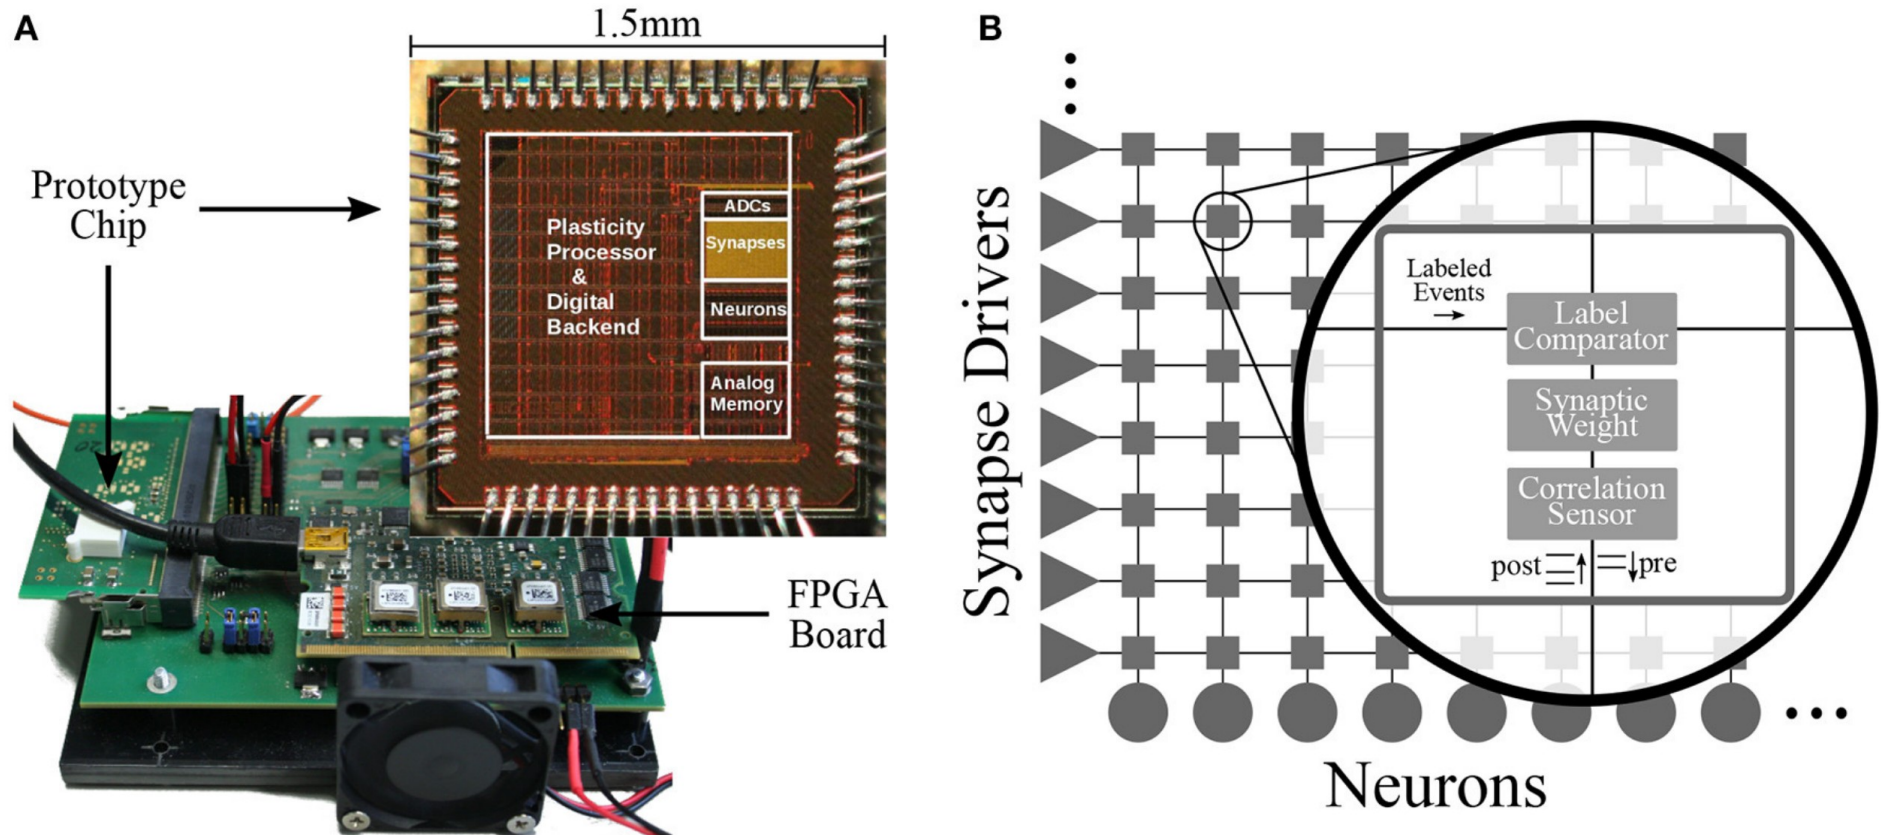 A
1.5mm
Prototype
Chip
ADCs
Synapses
Plasticity
Processor
&
Digital
Backend
Neurons
Analog
Memory
FPGA
Board
B
Synapse Drivers
Labeled
Events
Label
Comparator
Synaptic
Weight
Correlation
Sensor
post
pre
Neurons